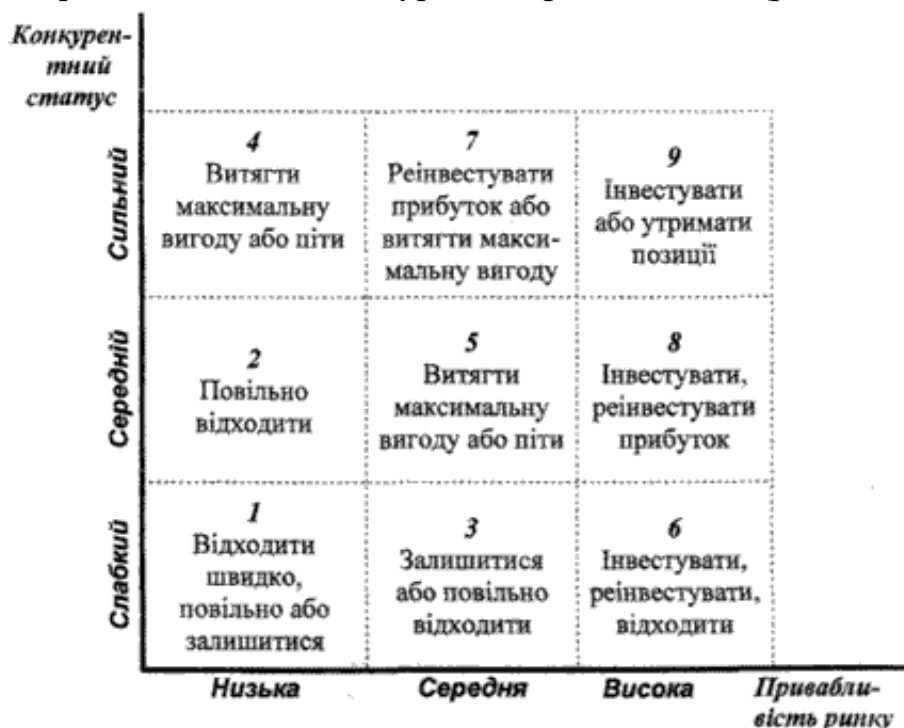 Конкурен-
тний
статус
Сильний
4
Витягти
максимальну
вигоду або піти
7
Реінвестувати
прибуток або
витягти макси-
мальну вигоду
9
Інвестувати
або утримати
позиції
Середній
2
Повільно
відходити
5
Витягти
максимальну
вигоду або піти
8
Інвестувати,
реінвестувати
прибуток
Слабкий
1
Відходити
швидко,
повільно або
залишитися
3
Залишитися
або повільно
відходити
6
Інвестувати,
реінвестувати,
відходити
Низька
Середня
Висока
Привабли-
вість ринку